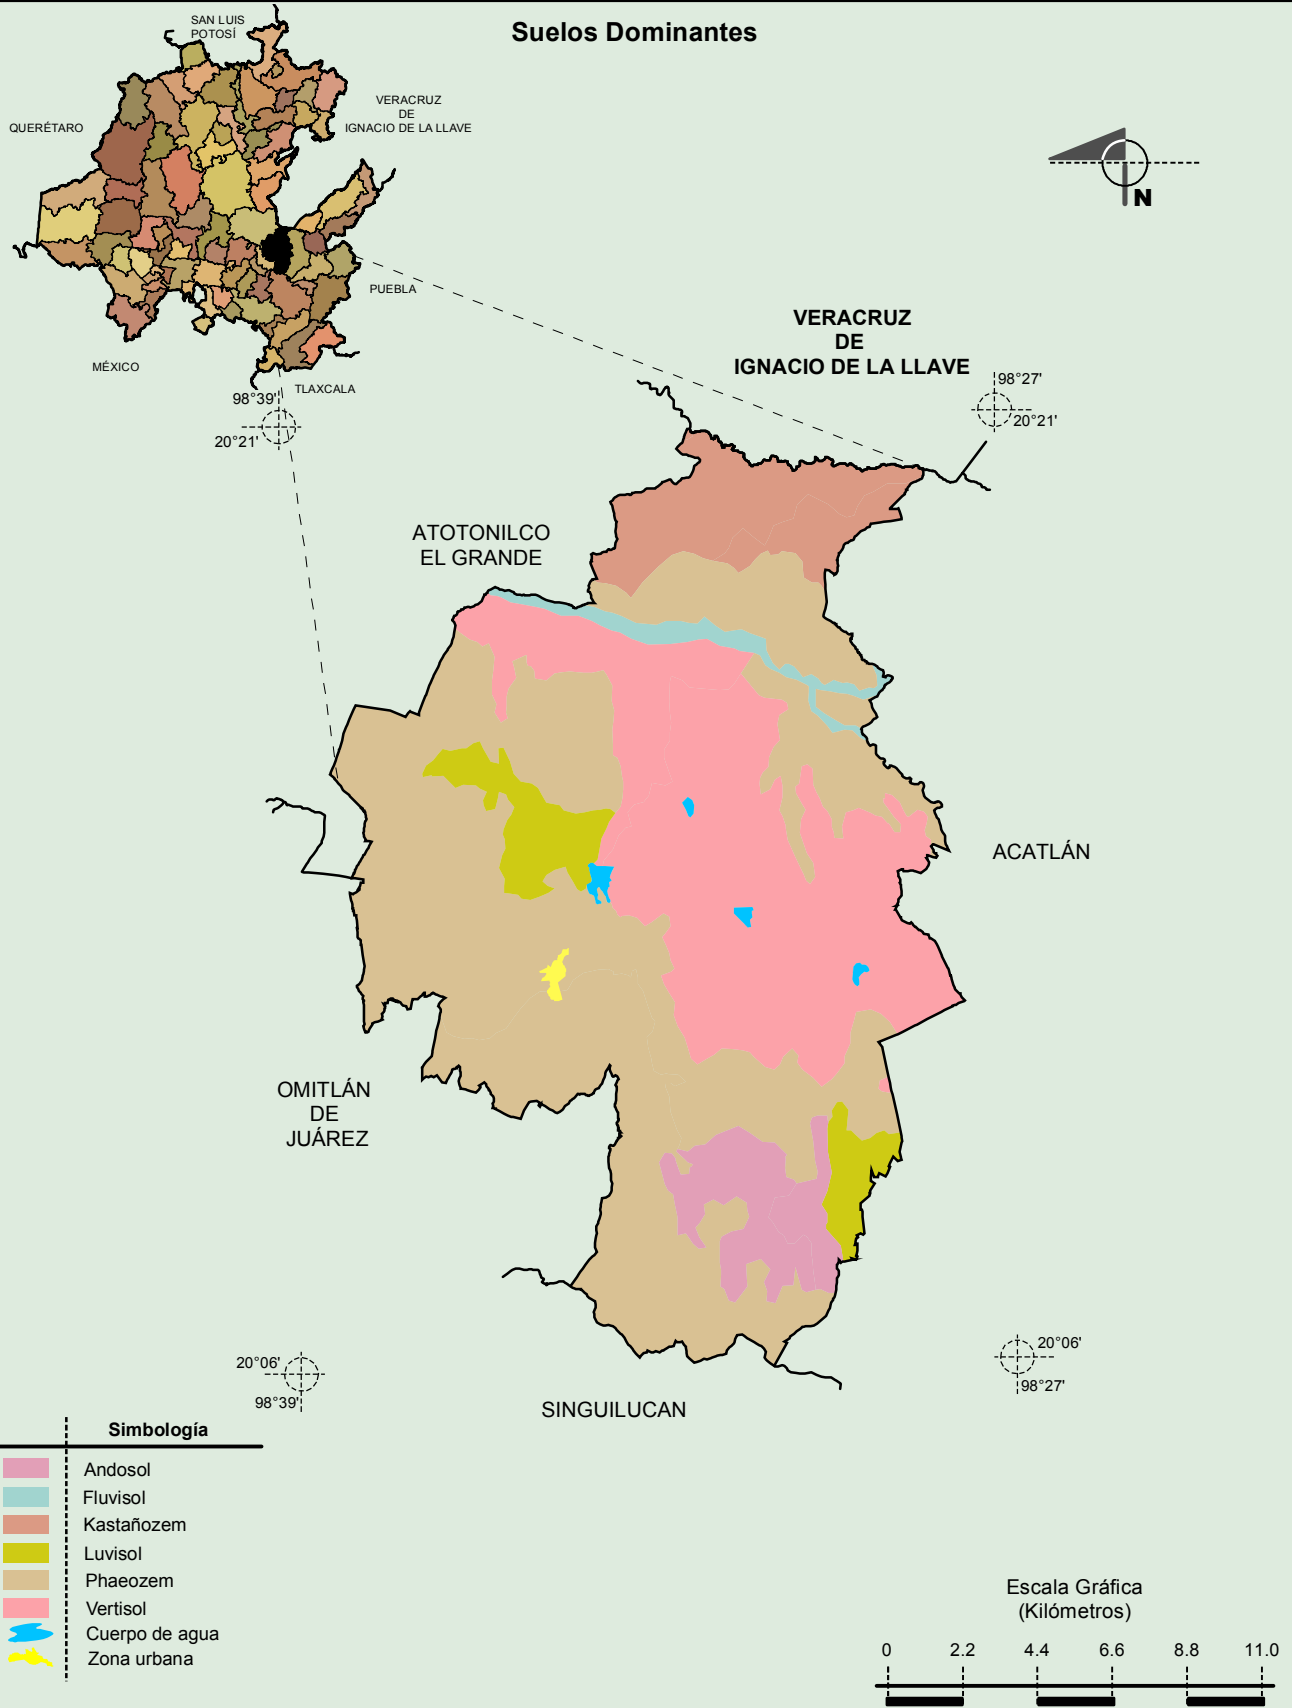 Suelos Dominantes
SAN LUIS
POTOSÍ
VERACRUZ
DE
IGNACIO DE LA LLAVE
QUERÉTARO
PUEBLA
MÉXICO
TLAXCALA
N
VERACRUZ
DE
IGNACIO DE LA LLAVE
98°39'
20°21'
98°27'
20°21'
ATOTONILCO
EL GRANDE
ACATLÁN
OMITLÁN
DE
JUÁREZ
SINGUILUCAN
20°06'
98°39'
20°06'
98°27'
Simbología
Andosol
Fluvisol
Kastañozem
Luvisol
Phaeozem
Vertisol
Cuerpo de agua
Zona urbana
Escala Gráfica
(Kilómetros)
0 2.2 4.4 6.6 8.8 11.0